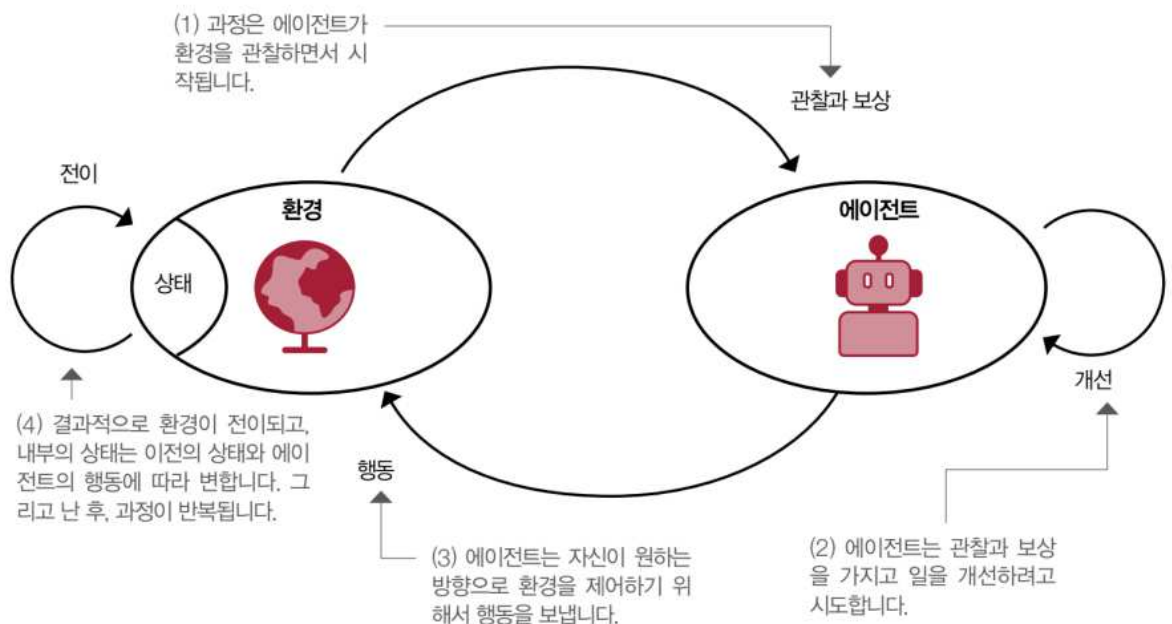 (1) 과정은 에이전트가
환경을 관찰하면서 시
작됩니다.
관찰과 보상
전이
환경
에이전트
상태
개선
(4) 결과적으로 환경이 전이되고,
내부의 상태는 이전의 상태와 에이
전트의 행동에 따라 변합니다. 그
리고 난 후, 과정이 반복됩니다.
행동
(3) 에이전트는 자신이 원하는
방향으로 환경을 제어하기 위
해서 행동을 보냅니다.
(2) 에이전트는 관찰과 보상
을 가지고 일을 개선하려고
시도합니다.